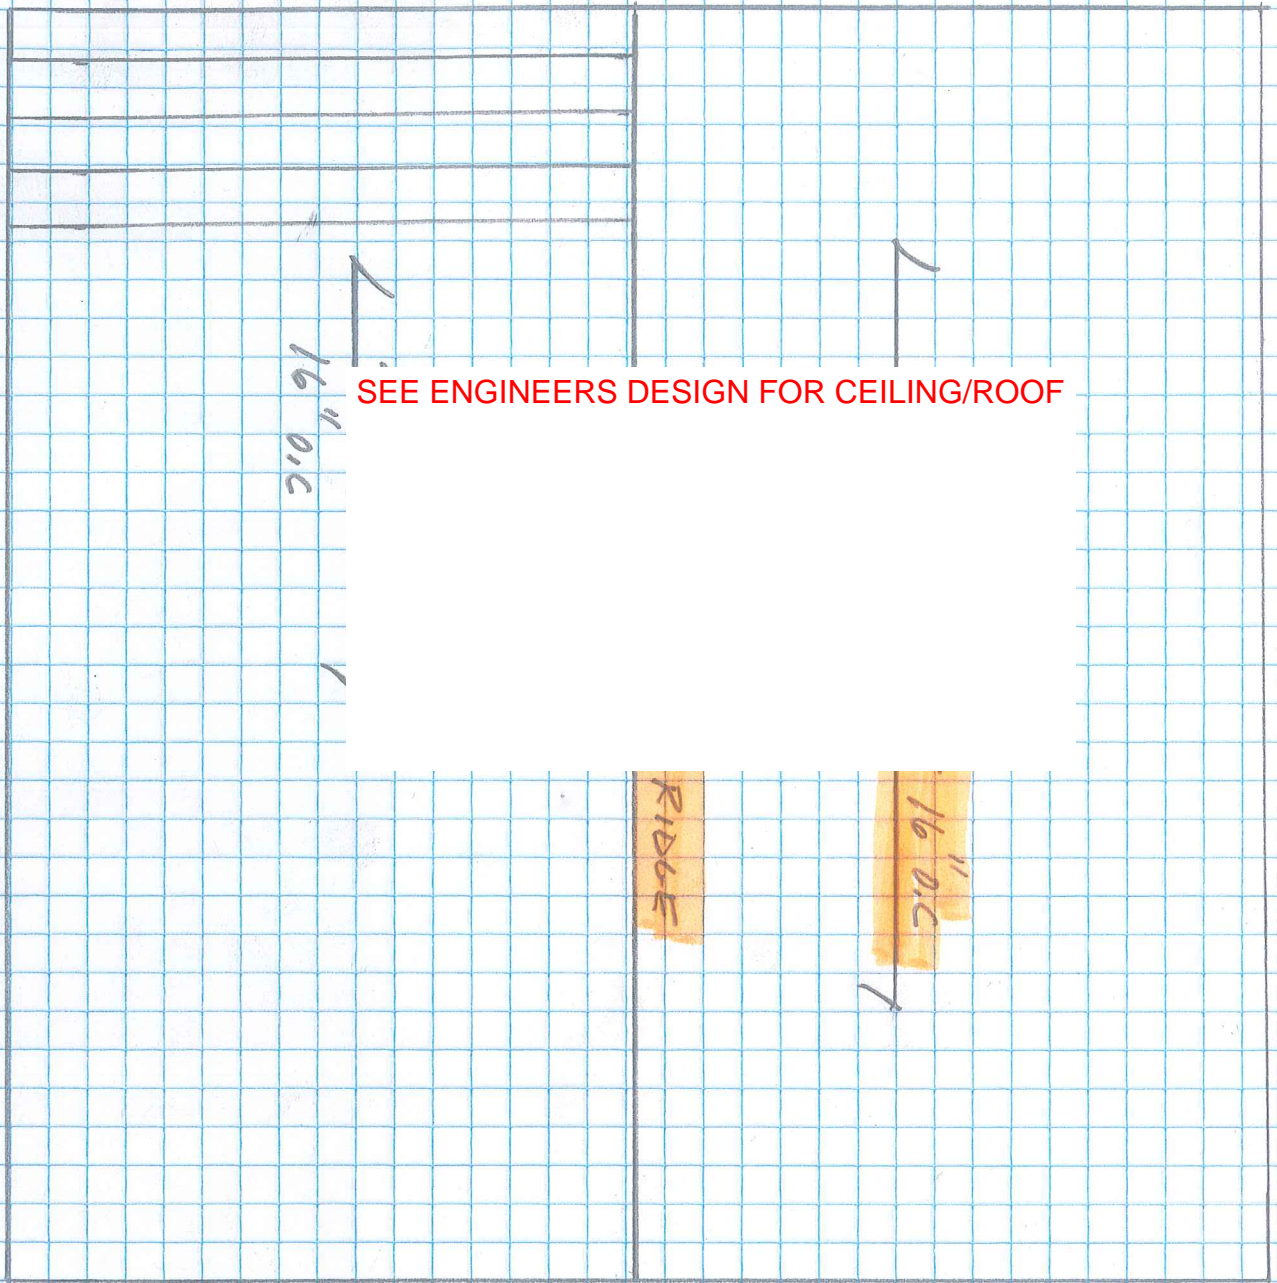 SEE ENGINEERS DESIGN FOR CEILING/ROOF
16" O.C
RIDGE
16" O.C